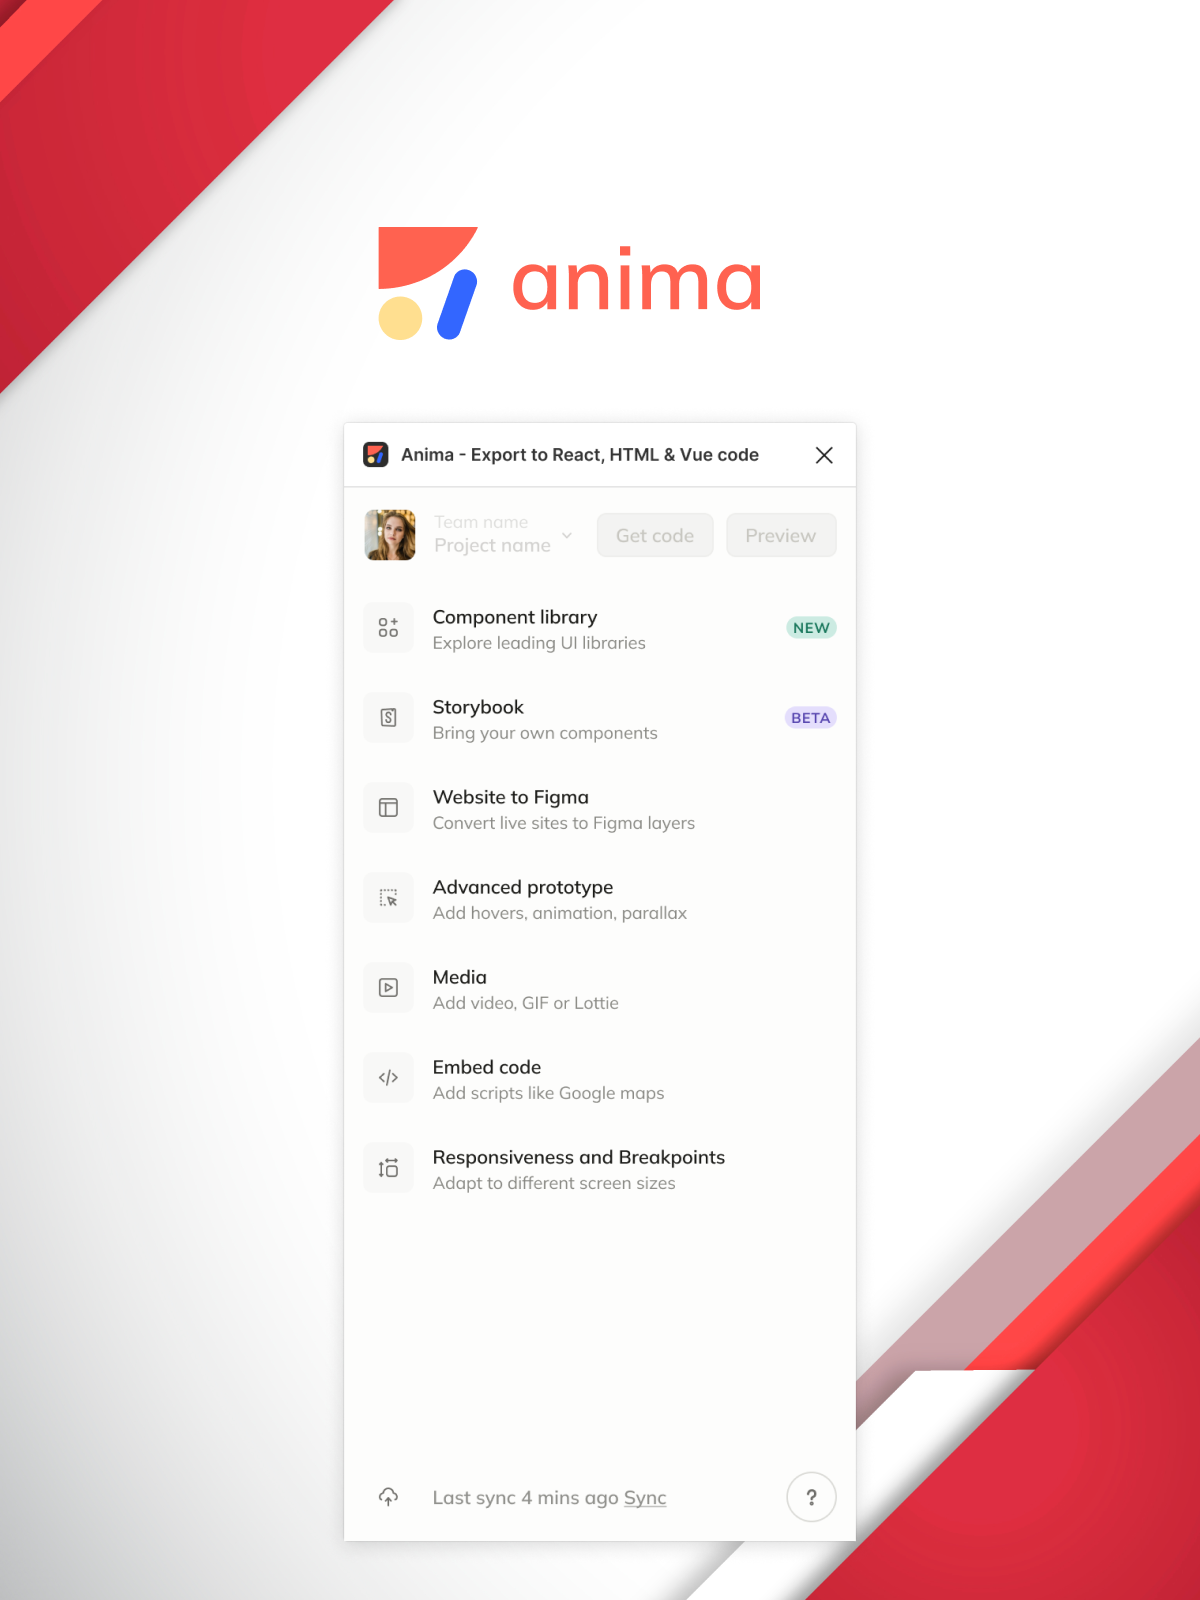 anima
Anima - Export to React, HTML & Vue code
Team name
Project name
Get code
Preview
Component library
Explore leading UI libraries
NEW
Storybook
Bring your own components
BETA
Website to Figma
Convert live sites to Figma layers
Advanced prototype
Add hovers, animation, parallax
Media
Add video, GIF or Lottie
Embed code
Add scripts like Google maps
Responsiveness and Breakpoints
Adapt to different screen sizes
Last sync 4 mins ago Sync
?